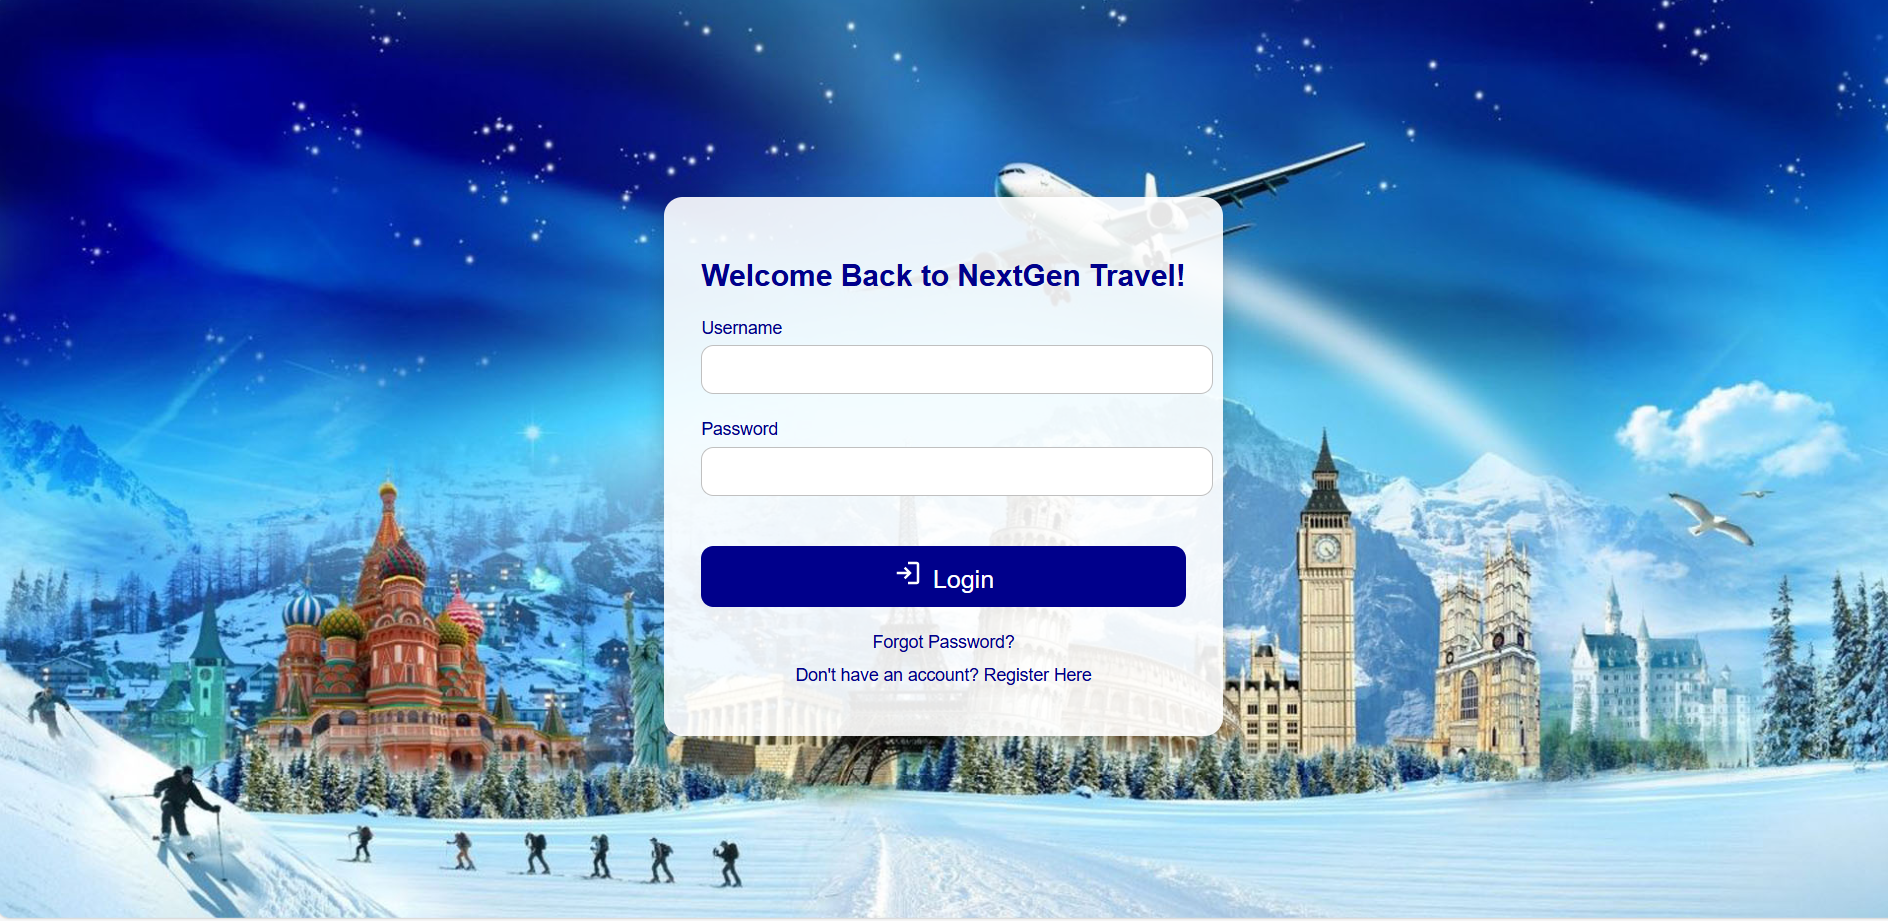 Welcome Back to NextGen Travel!
Username
Password
Login
Forgot Password?
Don't have an account? Register Here